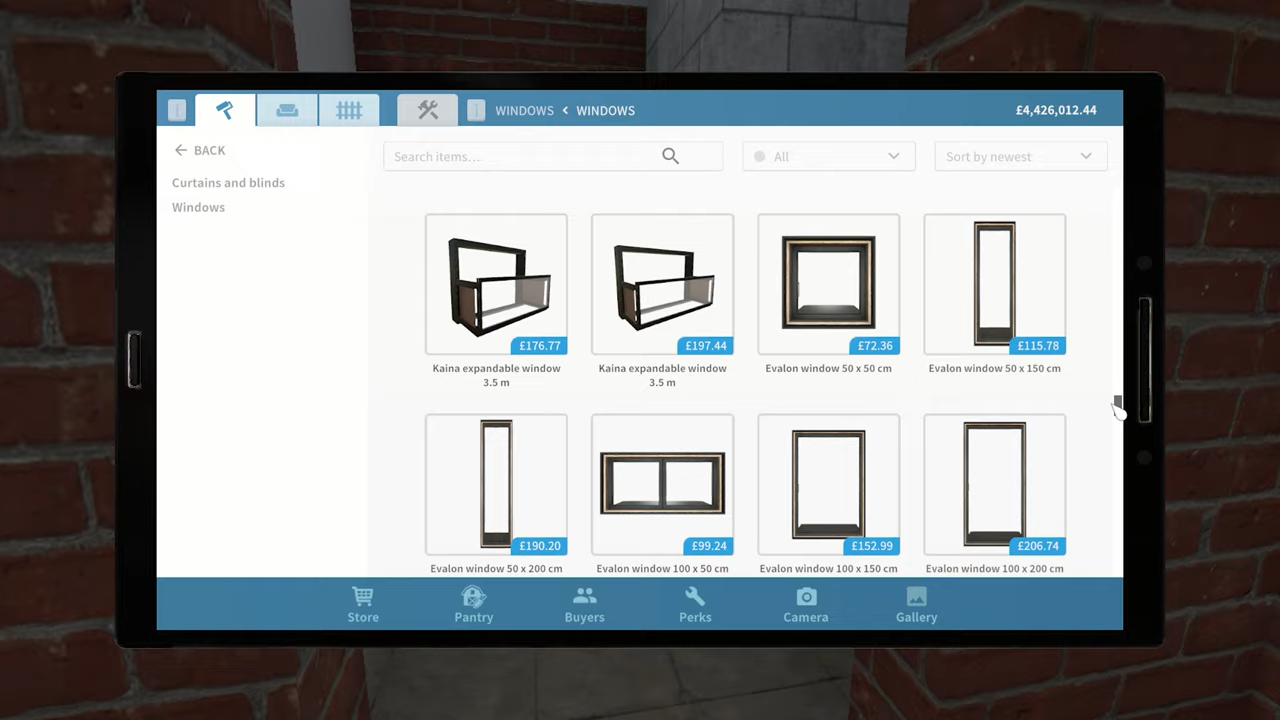 WINDOWS < WINDOWS
£4,426,012.44
BACK
Search items...
All
Sort by newest
Curtains and blinds
Windows
£176.77
£197.44
£72.36
£115.78
Kaina expandable window
3.5 m
Kaina expandable window
3.5 m
Evalon window 50 x 50 cm
Evalon window 50 x 150 cm
£190.20
£99.24
£152.99
£206.74
Evalon window 50 x 200 cm
Evalon window 100 x 50 cm
Evalon window 100 x 150 cm
Evalon window 100 x 200 cm
Store
Pantry
Buyers
Perks
Camera
Gallery